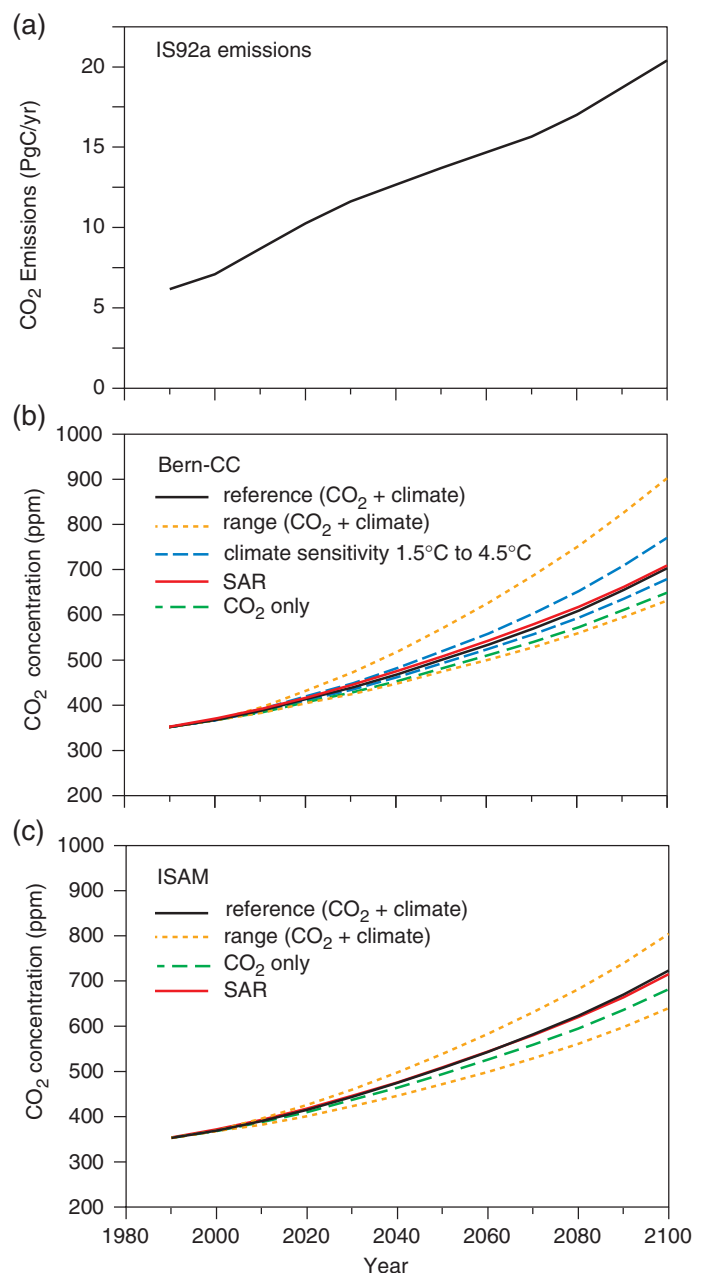 (a)
IS92a emissions
CO₂ Emissions (PgC/yr)
20
15
10
5
0
(b)
Bern-CC
reference (CO₂ + climate)
range (CO₂ + climate)
climate sensitivity 1.5°C to 4.5°C
SAR
CO₂ only
CO₂ concentration (ppm)
1000
900
800
700
600
500
400
300
200
(c)
ISAM
reference (CO₂ + climate)
range (CO₂ + climate)
CO₂ only
SAR
CO₂ concentration (ppm)
1000
900
800
700
600
500
400
300
200
1980 2000 2020 2040 2060 2080 2100
Year